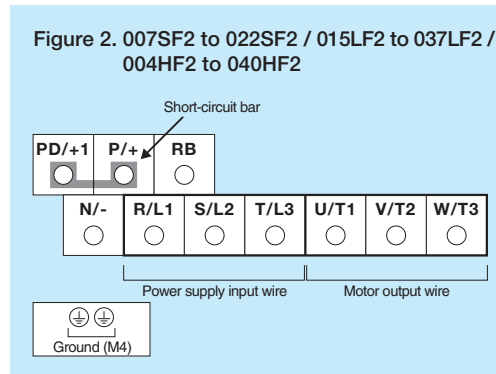 Figure 2. 007SF2 to 022SF2 / 015LF2 to 037LF2 /
004HF2 to 040HF2
Short-circuit bar
PD/+1 P/+ RB
N/- R/L1 S/L2 T/L3 U/T1 V/T2 W/T3
Power supply input wire Motor output wire
Ground (M4)